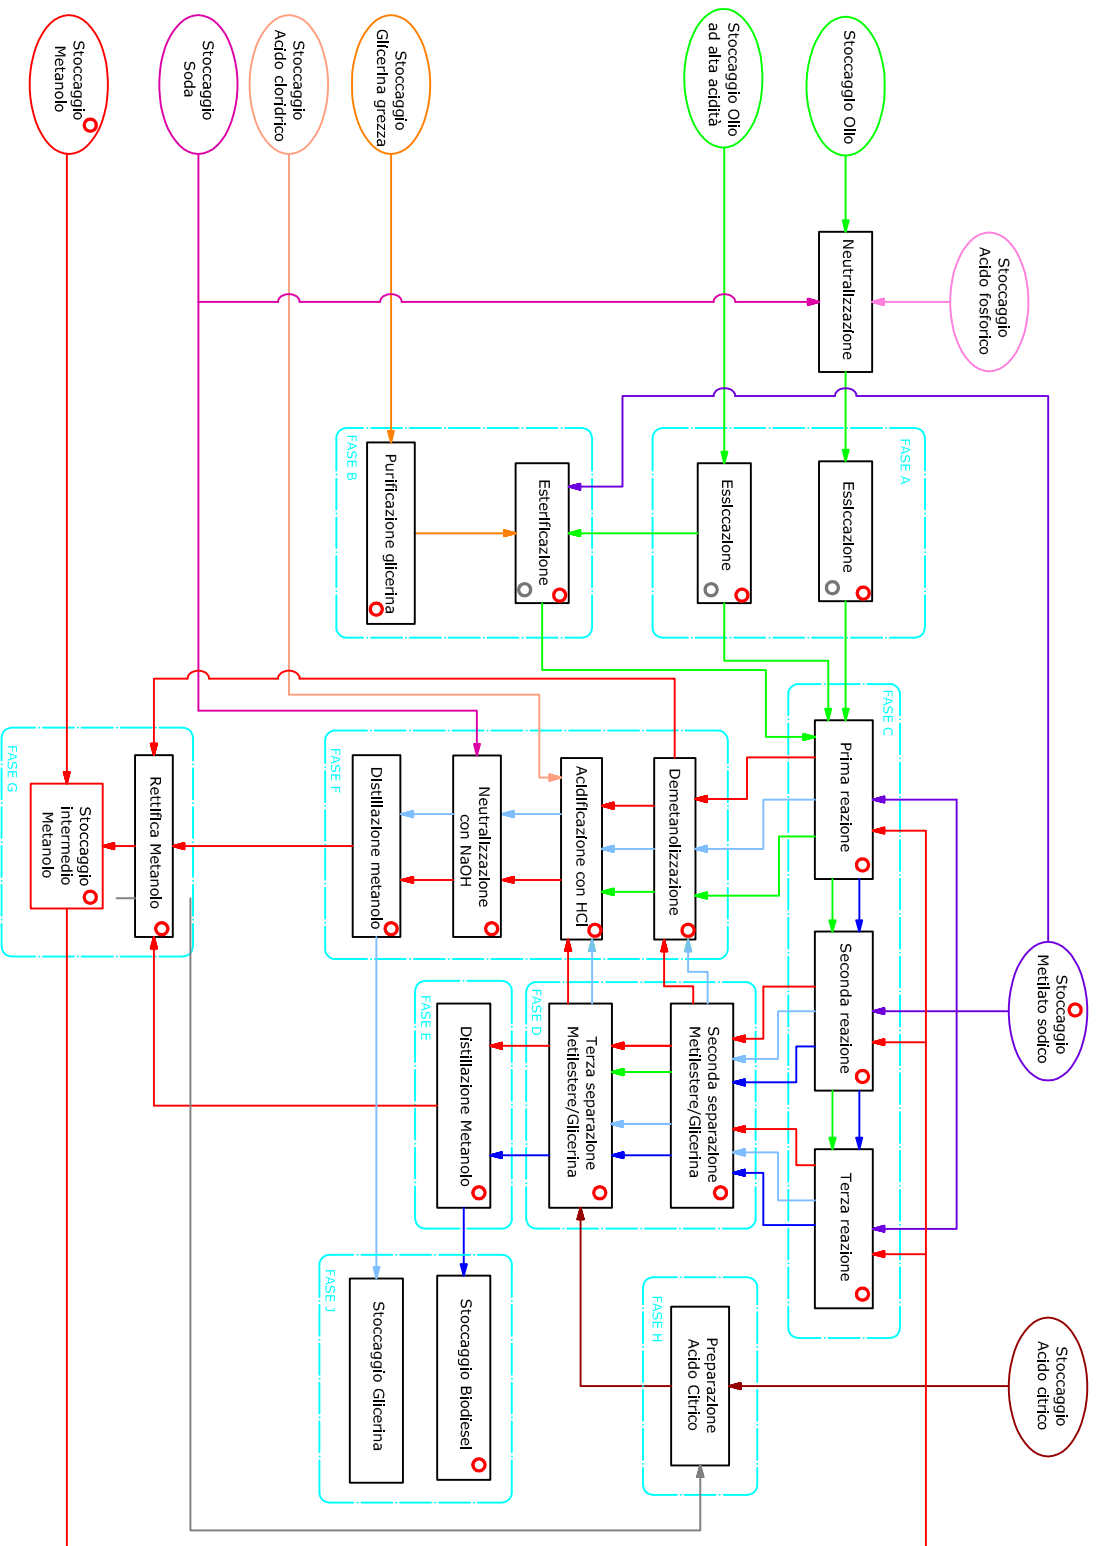 Stoccaggio
Acido fosforico
Stoccaggio
Metilato sodico
Stoccaggio
Acido citrico
Stoccaggio Olio
Neutralizzazione
FASE A
Essiccazione
FASE C
Prima reazione
Seconda reazione
Terza reazione
Stoccaggio Olio
ad alta acidità
Essiccazione
Demetanolizzazione
Seconda separazione
Metilestere/Glicerina
Preparazione
Acido Citrico
FASE H
Esterificazione
Acidificazione con HCl
Terza separazione
Metilestere/Glicerina
FASE D
Stoccaggio
Glicerina grezza
Purificazione glicerina
FASE B
Neutralizzazione
con NaOH
Distillazione metanolo
FASE F
Distillazione Metanolo
FASE E
Stoccaggio Biodiesel
Stoccaggio Glicerina
FASE J
Stoccaggio
Acido cloridrico
Stoccaggio
Soda
Rettifica Metanolo
Stoccaggio
Metanolo
Stoccaggio
intermedio
Metanolo
FASE G